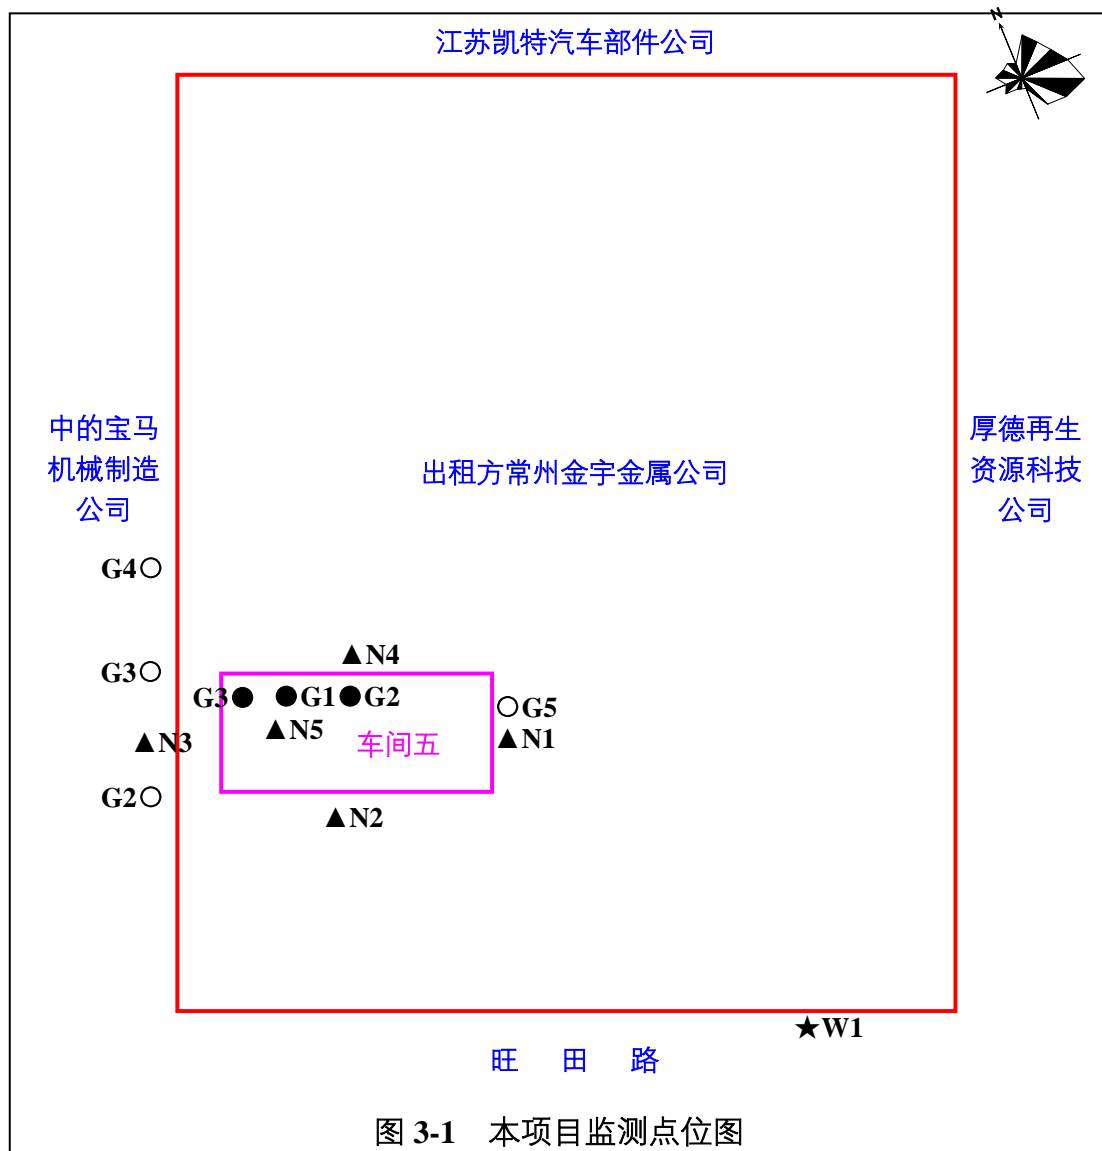 N
江苏凯特汽车部件公司
中的宝马
机械制造
公司
出租方常州金宇金属公司
厚德再生
资源科技
公司
G4○
G3○
▲N4
G3●
●G1
●G2
○G5
▲N5
车间五
▲N1
▲N3
G2○
▲N2
★W1
旺 田 路
图 3-1 本项目监测点位图